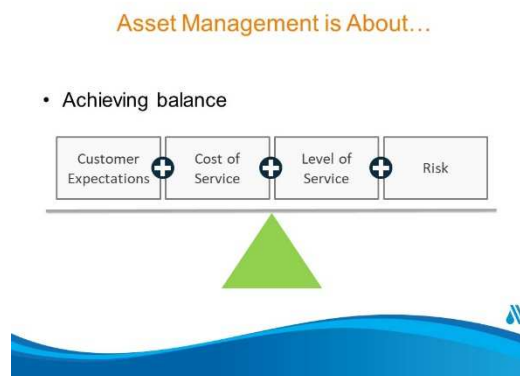 Asset Management is About…
• Achieving balance
Customer Expectations
Cost of Service
Level of Service
Risk